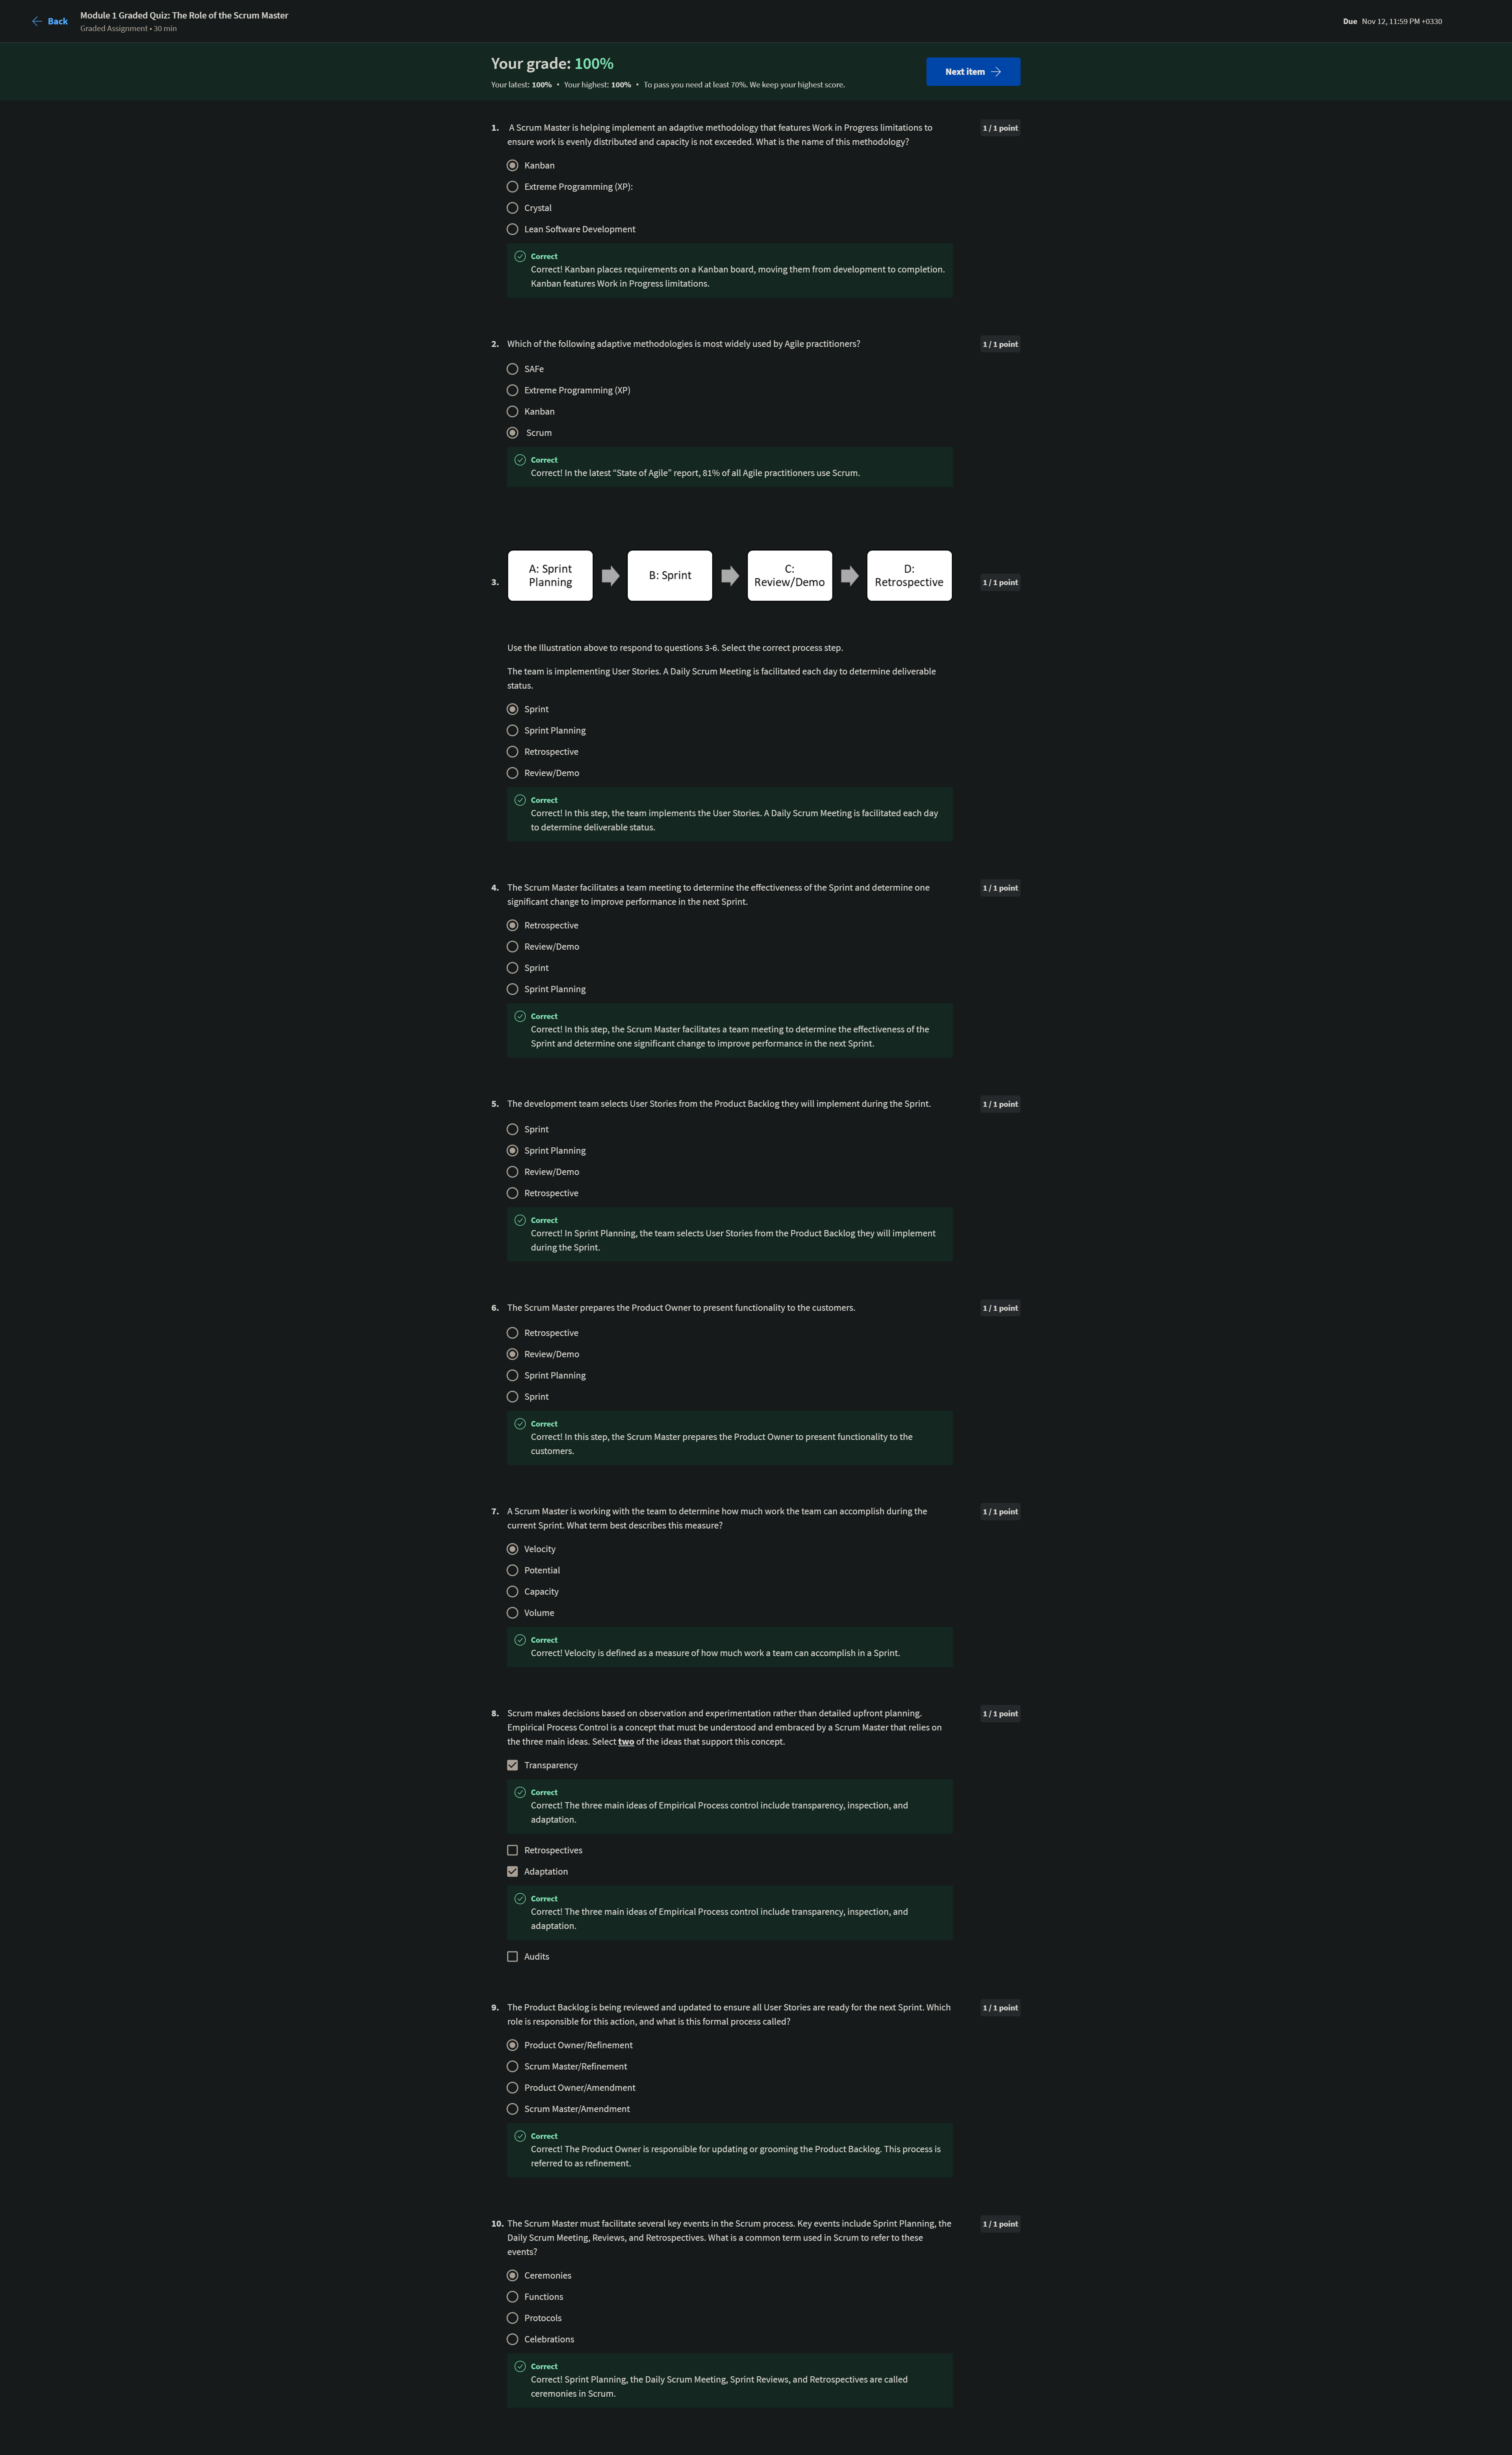 Back
Module 1 Graded Quiz: The Role of the Scrum Master
Graded Assignment • 30 min
Due Nov 12, 11:59 PM +0330
Your grade: 100%
Your latest: 100% • Your highest: 100% • To pass you need at least 70%. We keep your highest score.
Next item
1. A Scrum Master is helping implement an adaptive methodology that features Work in Progress limitations to
ensure work is evenly distributed and capacity is not exceeded. What is the name of this methodology?
1 / 1 point
Kanban
Extreme Programming (XP):
Crystal
Lean Software Development
Correct
Correct! Kanban places requirements on a Kanban board, moving them from development to completion.
Kanban features Work in Progress limitations.
2. Which of the following adaptive methodologies is most widely used by Agile practitioners?
1 / 1 point
SAFe
Extreme Programming (XP)
Kanban
Scrum
Correct
Correct! In the latest “State of Agile” report, 81% of all Agile practitioners use Scrum.
3.
A: Sprint
Planning
B: Sprint
C:
Review/Demo
D:
Retrospective
1 / 1 point
Use the Illustration above to respond to questions 3-6. Select the correct process step.
The team is implementing User Stories. A Daily Scrum Meeting is facilitated each day to determine deliverable
status.
Sprint
Sprint Planning
Retrospective
Review/Demo
Correct
Correct! In this step, the team implements the User Stories. A Daily Scrum Meeting is facilitated each day
to determine deliverable status.
4. The Scrum Master facilitates a team meeting to determine the effectiveness of the Sprint and determine one
significant change to improve performance in the next Sprint.
1 / 1 point
Retrospective
Review/Demo
Sprint
Sprint Planning
Correct
Correct! In this step, the Scrum Master facilitates a team meeting to determine the effectiveness of the
Sprint and determine one significant change to improve performance in the next Sprint.
5. The development team selects User Stories from the Product Backlog they will implement during the Sprint.
1 / 1 point
Sprint
Sprint Planning
Review/Demo
Retrospective
Correct
Correct! In Sprint Planning, the team selects User Stories from the Product Backlog they will implement
during the Sprint.
6. The Scrum Master prepares the Product Owner to present functionality to the customers.
1 / 1 point
Retrospective
Review/Demo
Sprint Planning
Sprint
Correct
Correct! In this step, the Scrum Master prepares the Product Owner to present functionality to the
customers.
7. A Scrum Master is working with the team to determine how much work the team can accomplish during the
current Sprint. What term best describes this measure?
1 / 1 point
Velocity
Potential
Capacity
Volume
Correct
Correct! Velocity is defined as a measure of how much work a team can accomplish in a Sprint.
8. Scrum makes decisions based on observation and experimentation rather than detailed upfront planning.
Empirical Process Control is a concept that must be understood and embraced by a Scrum Master that relies on
the three main ideas. Select two of the ideas that support this concept.
1 / 1 point
Transparency
Correct
Correct! The three main ideas of Empirical Process control include transparency, inspection, and
adaptation.
Retrospectives
Adaptation
Correct
Correct! The three main ideas of Empirical Process control include transparency, inspection, and
adaptation.
Audits
9. The Product Backlog is being reviewed and updated to ensure all User Stories are ready for the next Sprint. Which
role is responsible for this action, and what is this formal process called?
1 / 1 point
Product Owner/Refinement
Scrum Master/Refinement
Product Owner/Amendment
Scrum Master/Amendment
Correct
Correct! The Product Owner is responsible for updating or grooming the Product Backlog. This process is
referred to as refinement.
10. The Scrum Master must facilitate several key events in the Scrum process. Key events include Sprint Planning, the
Daily Scrum Meeting, Reviews, and Retrospectives. What is a common term used in Scrum to refer to these
events?
1 / 1 point
Ceremonies
Functions
Protocols
Celebrations
Correct
Correct! Sprint Planning, the Daily Scrum Meeting, Sprint Reviews, and Retrospectives are called
ceremonies in Scrum.